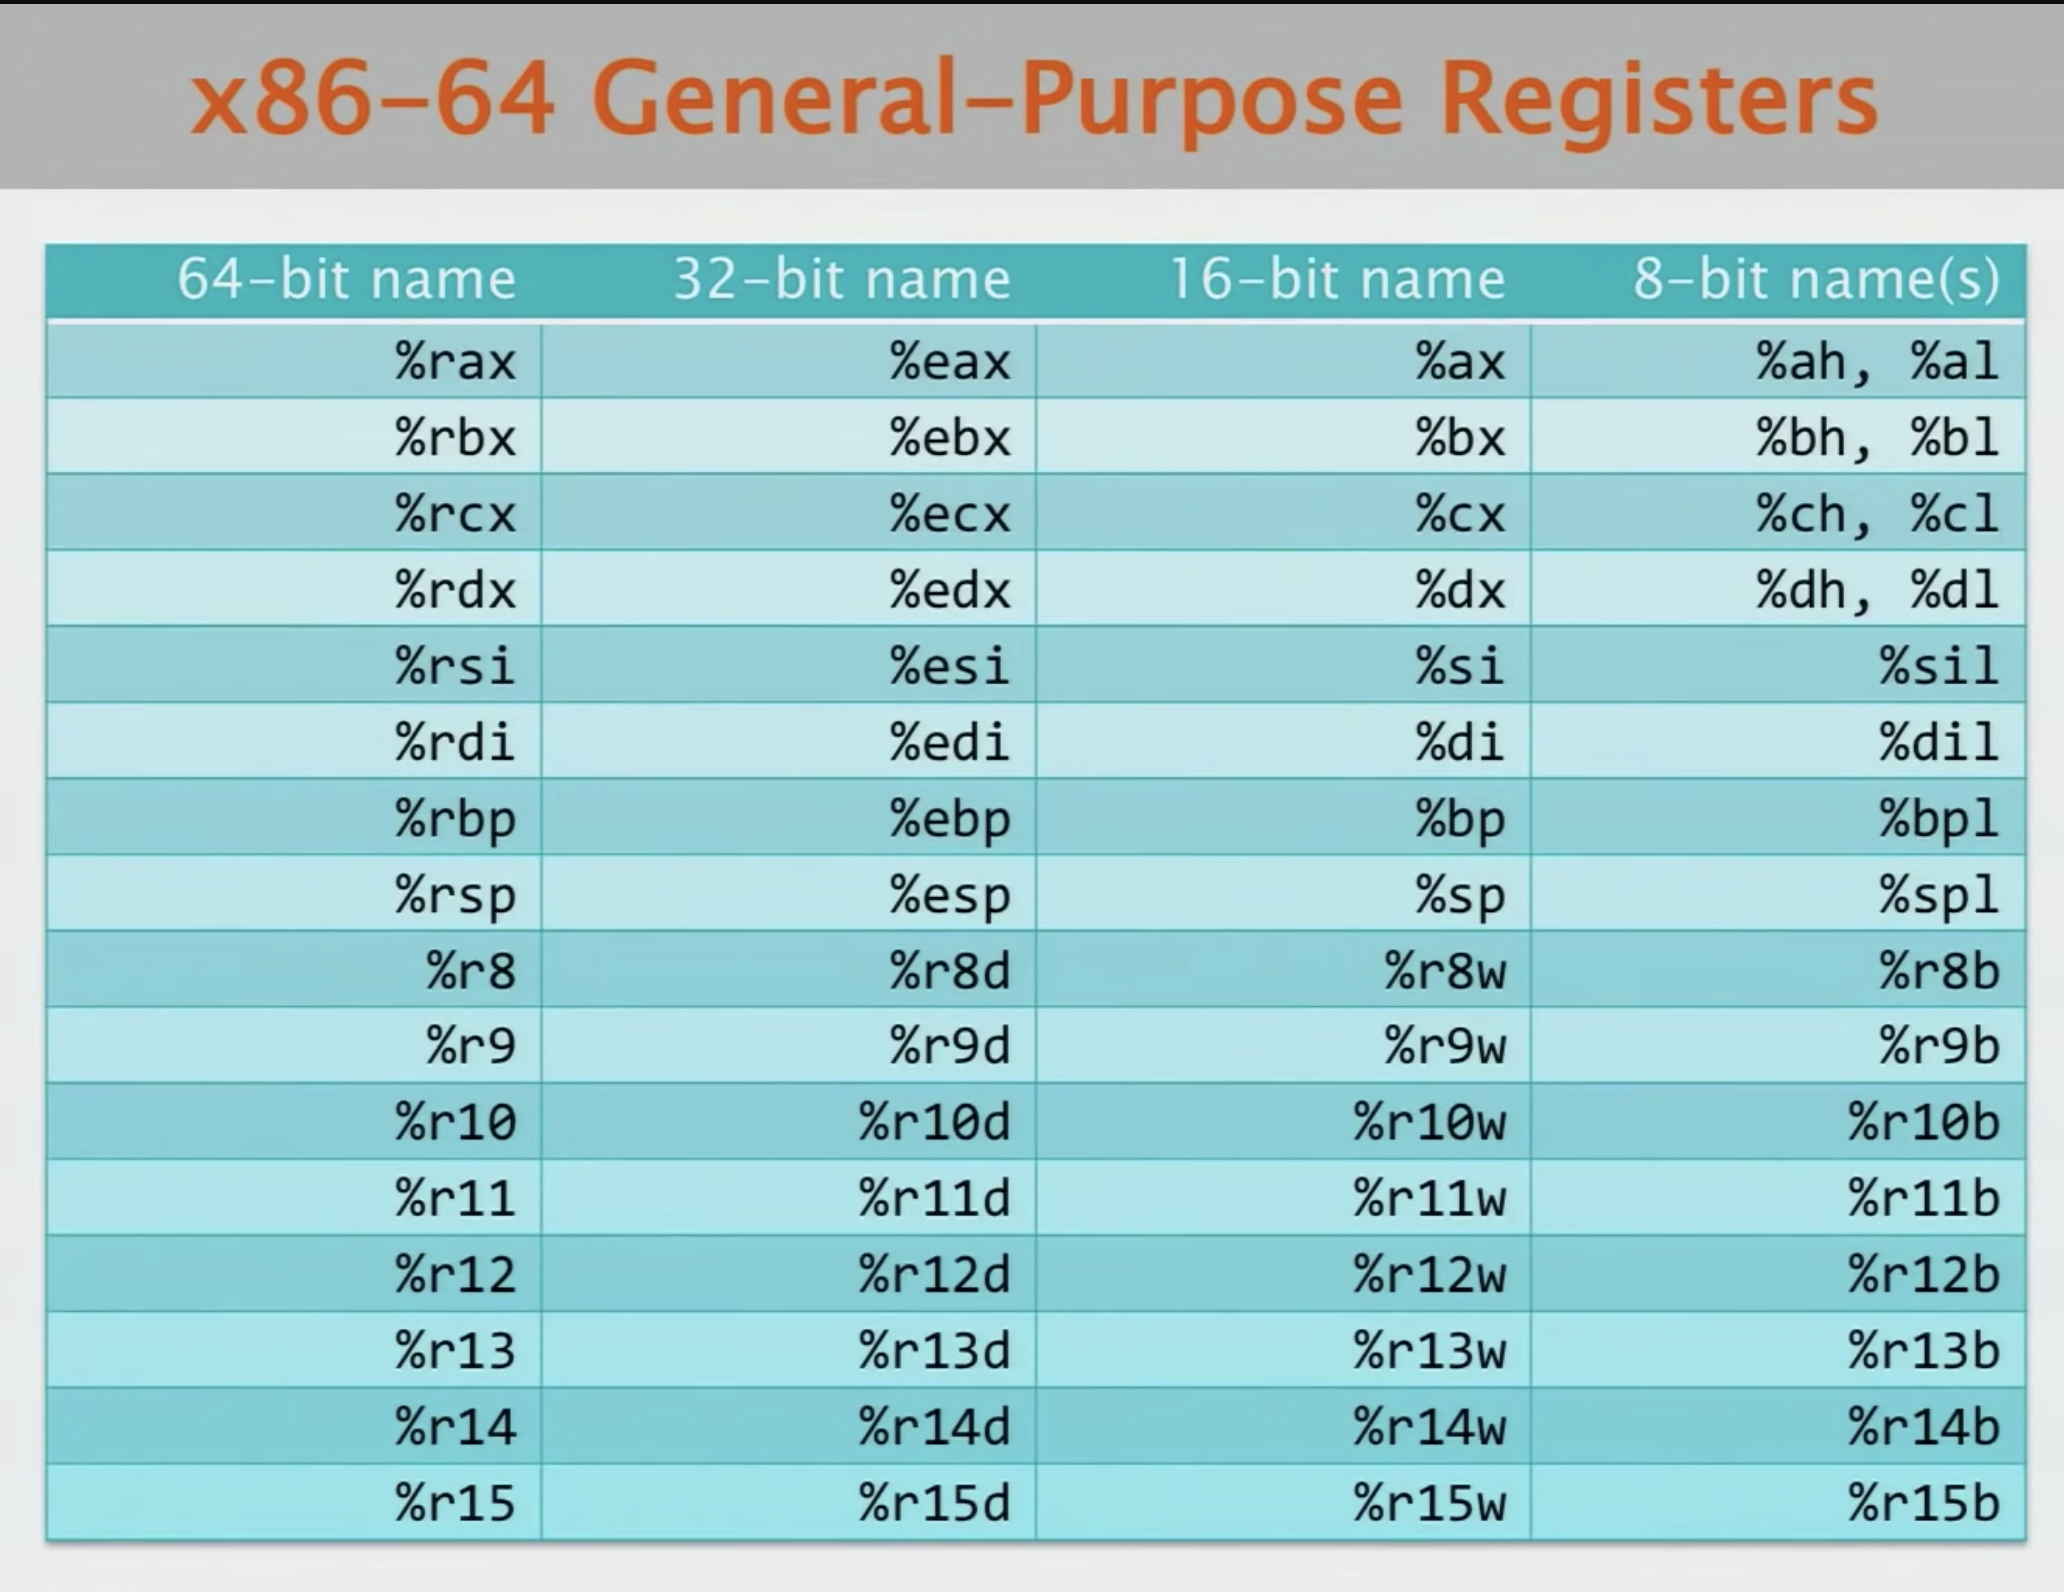 x86-64 General-Purpose Registers
64-bit name 32-bit name 16-bit name 8-bit name(s)
%rax %eax %ax %ah, %al
%rbx %ebx %bx %bh, %bl
%rcx %ecx %cx %ch, %cl
%rdx %edx %dx %dh, %dl
%rsi %esi %si %sil
%rdi %edi %di %dil
%rbp %ebp %bp %bpl
%rsp %esp %sp %spl
%r8 %r8d %r8w %r8b
%r9 %r9d %r9w %r9b
%r10 %r10d %r10w %r10b
%r11 %r11d %r11w %r11b
%r12 %r12d %r12w %r12b
%r13 %r13d %r13w %r13b
%r14 %r14d %r14w %r14b
%r15 %r15d %r15w %r15b